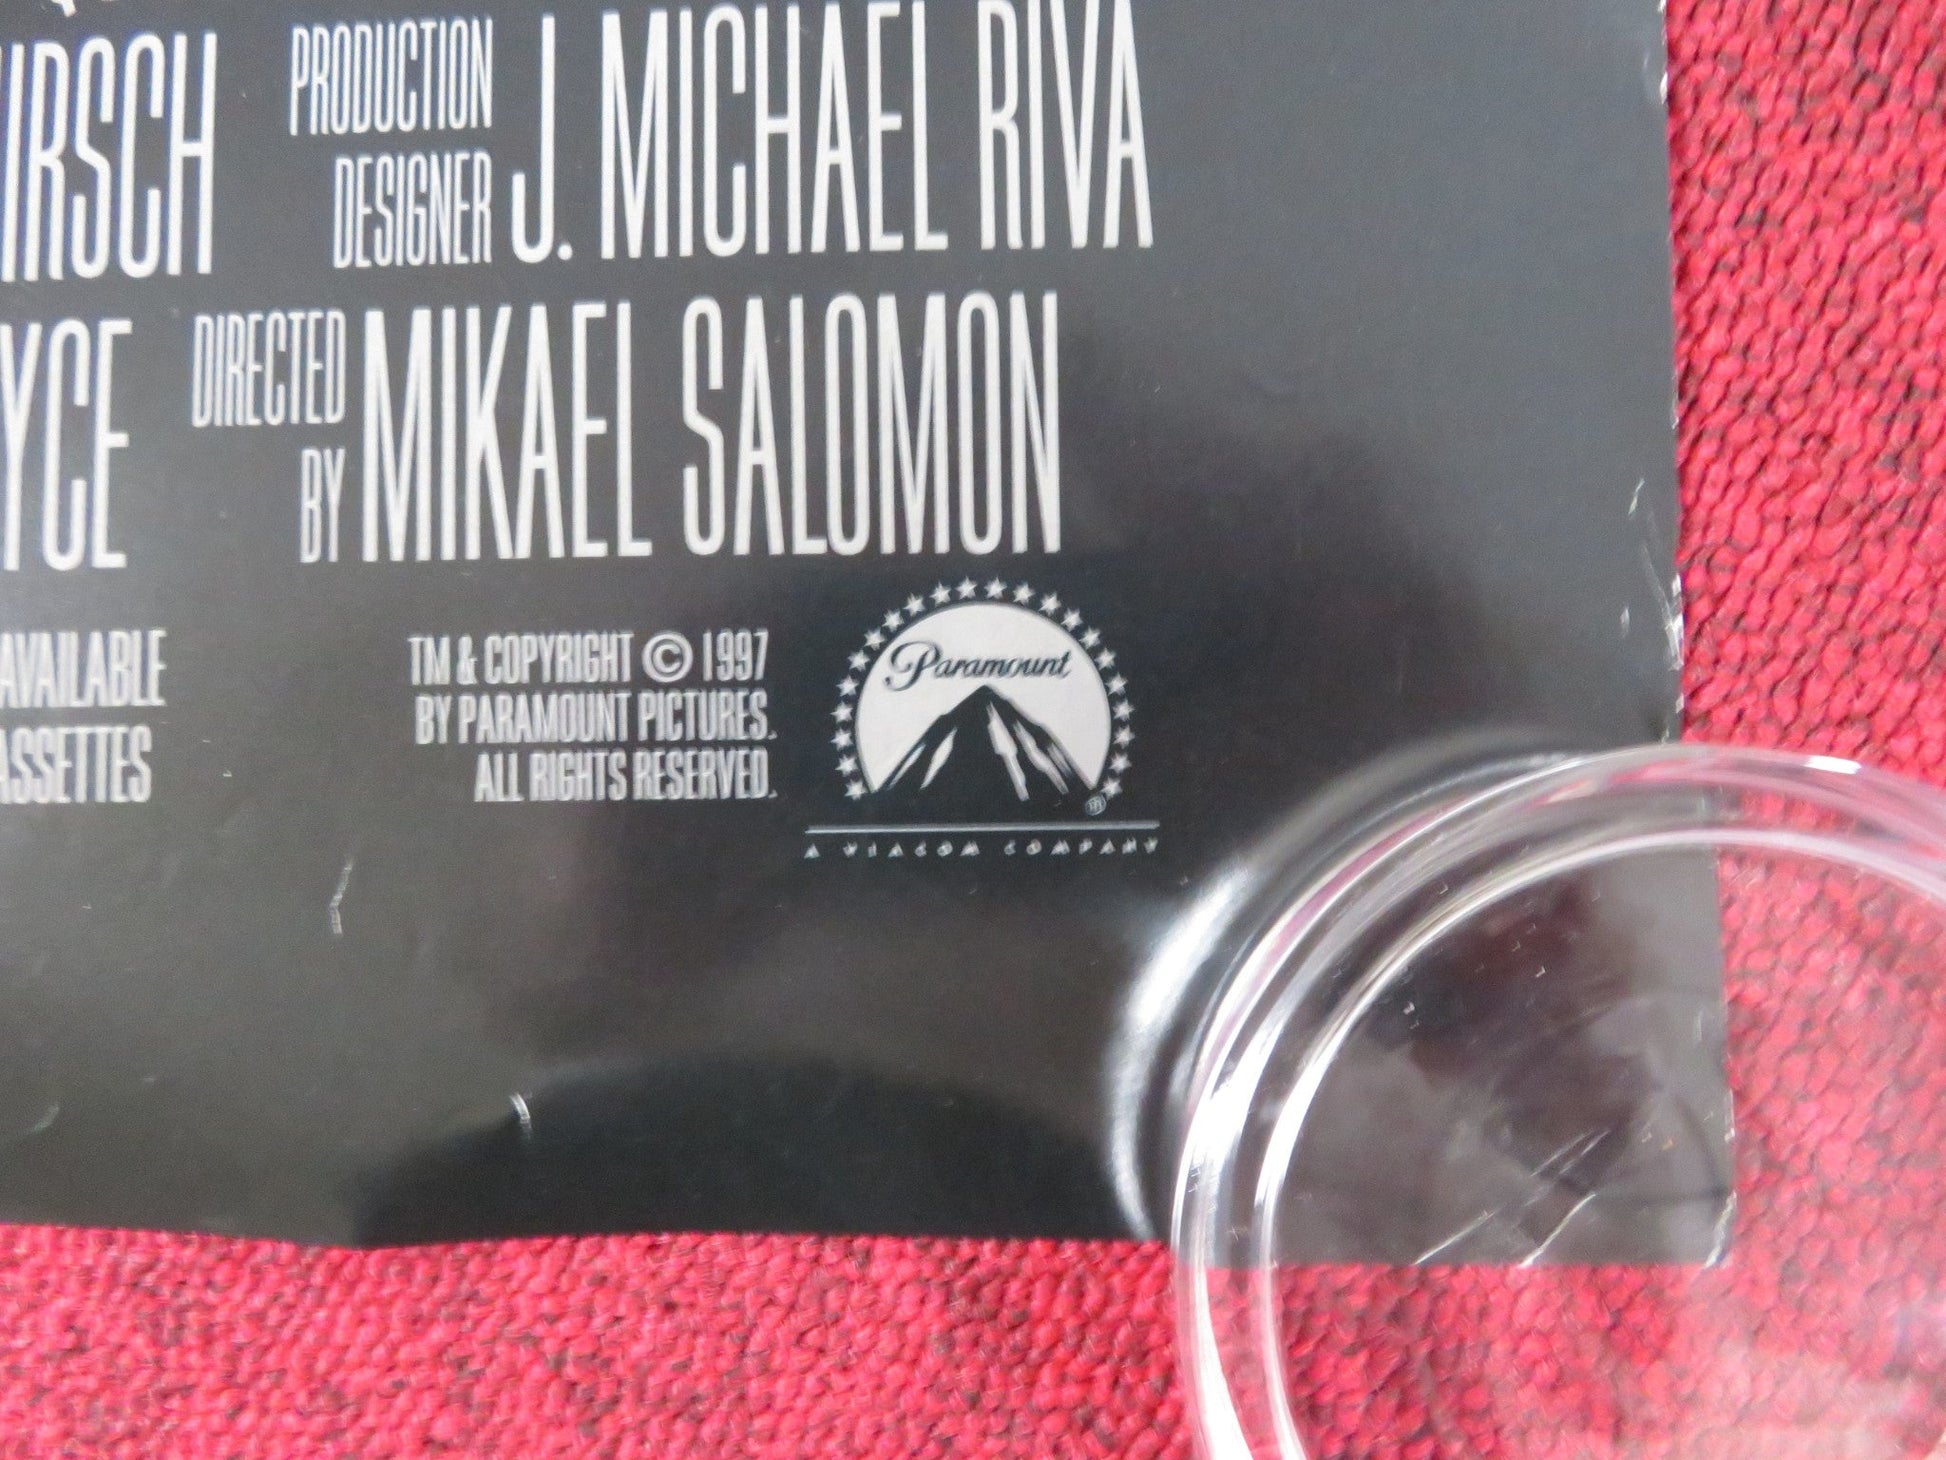 IRSCH PRODUCTION DESIGNER J. MICHAEL RIVA
YCE DIRECTED BY MIKAEL SALOMON
AVAILABLE
ASSETTES
TM & COPYRIGHT © 1997
BY PARAMOUNT PICTURES.
ALL RIGHTS RESERVED.
Paramount
A VIACOM COMPANY